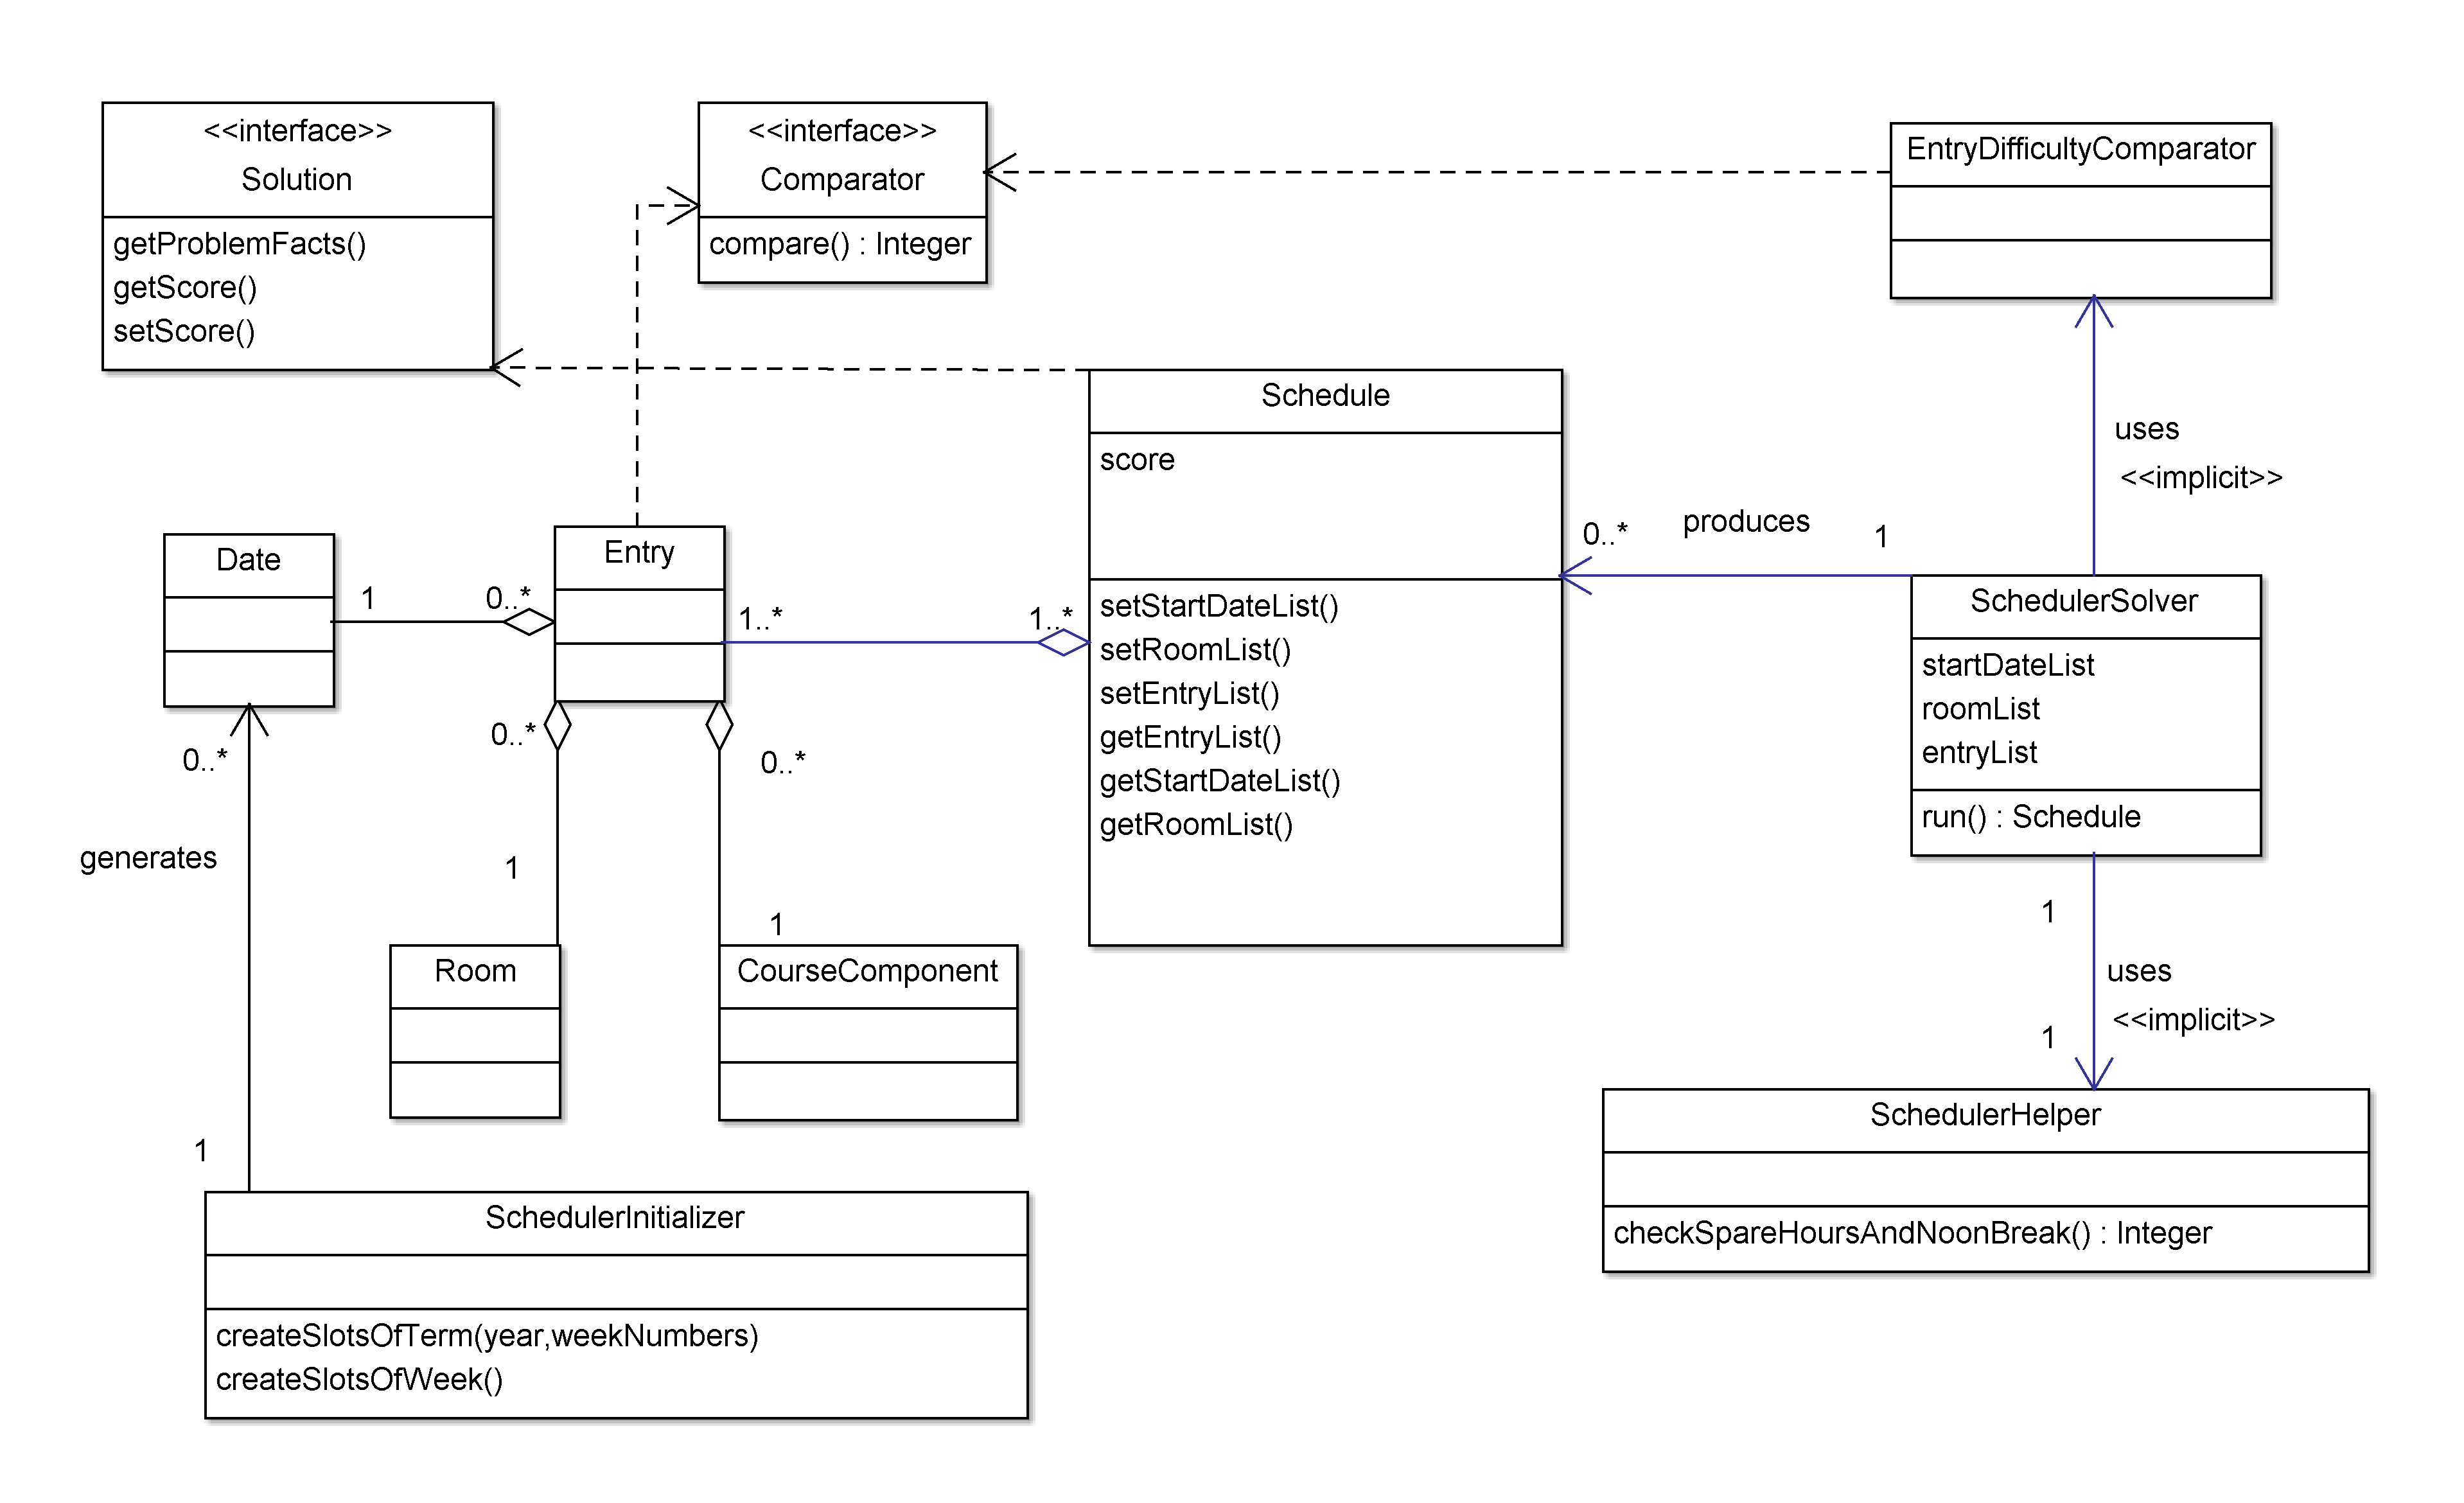 <<interface>>
Solution
getProblemFacts()
getScore()
setScore()
<<interface>>
Comparator
compare() : Integer
EntryDifficultyComparator
uses
<<implicit>>
Schedule
score
setStartDateList()
setRoomList()
setEntryList()
getEntryList()
getStartDateList()
getRoomList()
0..*
produces
1
SchedulerSolver
startDateList
roomList
entryList
run() : Schedule
Date
1
0..*
Entry
1..*
1..*
0..*
0..*
0..*
generates
1
1
1
Room
CourseComponent
1
uses
<<implicit>>
1
SchedulerHelper
checkSpareHoursAndNoonBreak() : Integer
SchedulerInitializer
createSlotsOfTerm(year,weekNumbers)
createSlotsOfWeek()